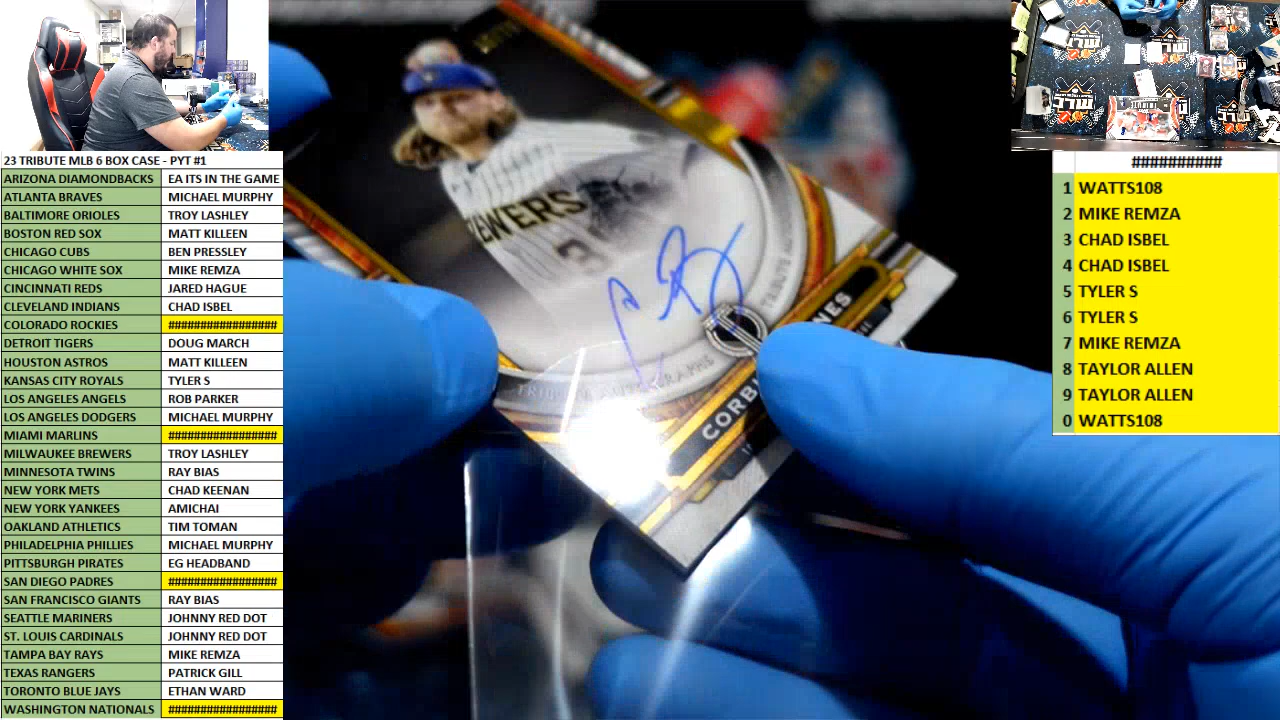 23 TRIBUTE MLB 6 BOX CASE - PYT #1
ARIZONA DIAMONDBACKS EA ITS IN THE GAME
ATLANTA BRAVES MICHAEL MURPHY
BALTIMORE ORIOLES TROY LASHLEY
BOSTON RED SOX MATT KILLEEN
CHICAGO CUBS BEN PRESSLEY
CHICAGO WHITE SOX MIKE REMZA
CINCINNATI REDS JARED HAGUE
CLEVELAND INDIANS CHAD ISBEL
COLORADO ROCKIES #################
DETROIT TIGERS DOUG MARCH
HOUSTON ASTROS MATT KILLEEN
KANSAS CITY ROYALS TYLER S
LOS ANGELES ANGELS ROB PARKER
LOS ANGELES DODGERS MICHAEL MURPHY
MIAMI MARLINS #################
MILWAUKEE BREWERS TROY LASHLEY
MINNESOTA TWINS RAY BIAS
NEW YORK METS CHAD KEENAN
NEW YORK YANKEES AMICHAI
OAKLAND ATHLETICS TIM TOMAN
PHILADELPHIA PHILLIES MICHAEL MURPHY
PITTSBURGH PIRATES EG HEADBAND
SAN DIEGO PADRES #################
SAN FRANCISCO GIANTS RAY BIAS
SEATTLE MARINERS JOHNNY RED DOT
ST. LOUIS CARDINALS JOHNNY RED DOT
TAMPA BAY RAYS MIKE REMZA
TEXAS RANGERS PATRICK GILL
TORONTO BLUE JAYS ETHAN WARD
WASHINGTON NATIONALS #################
EWERS
3
TRIBUTE
CORBI
NES
##########
1 WATTS108
2 MIKE REMZA
3 CHAD ISBEL
4 CHAD ISBEL
5 TYLER S
6 TYLER S
7 MIKE REMZA
8 TAYLOR ALLEN
9 TAYLOR ALLEN
0 WATTS108